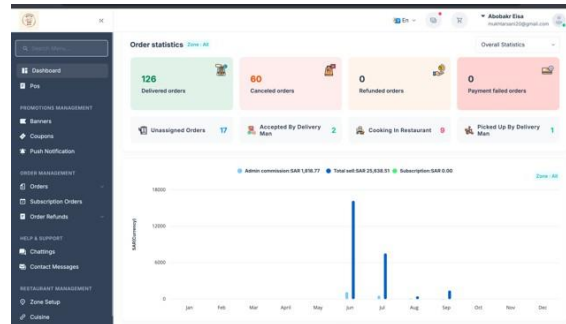 En
Abobakr Eisa
Search Menu...
Dashboard
Pos
PROMOTIONS MANAGEMENT
Banners
Coupons
Push Notification
ORDER MANAGEMENT
Orders
Subscription Orders
Order Refunds
HELP & SUPPORT
Chattings
Contact Messages
RESTAURANT MANAGEMENT
Zone Setup
Cuisine
Order statistics Zone : All
Overall Statistics
126
Delivered orders
60
Canceled orders
0
Refunded orders
0
Payment failed orders
Unassigned Orders 17
Accepted By Delivery Man 2
Cooking In Restaurant 9
Picked Up By Delivery Man 1
Admin commission:SAR 1,818.77 Total sell:SAR 25,638.51 Subscription:SAR 0.00
Zone : All
SAR(Currency)
18000
12000
6000
0
Jan Feb Mar April May Jun Jul Aug Sep Oct Nov Dec